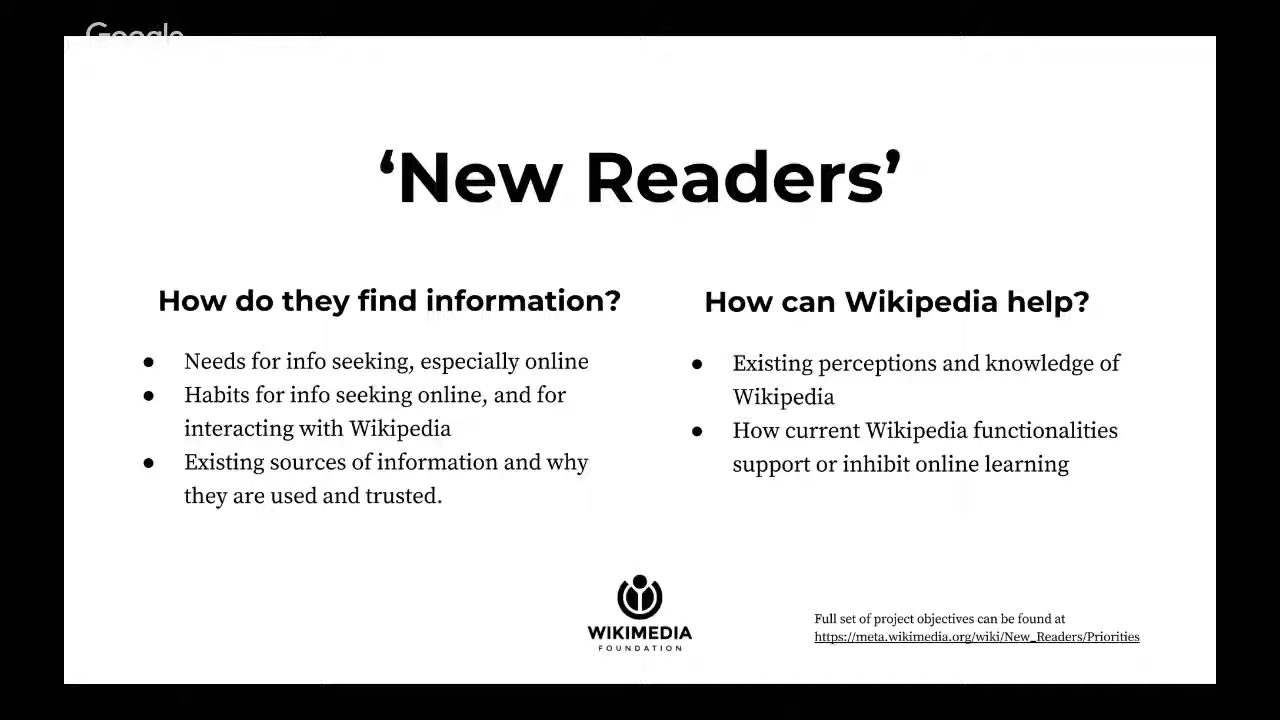 Google
‘New Readers’
How do they find information?
● Needs for info seeking, especially online
● Habits for info seeking online, and for
interacting with Wikipedia
● Existing sources of information and why
they are used and trusted.
How can Wikipedia help?
● Existing perceptions and knowledge of
Wikipedia
● How current Wikipedia functionalities
support or inhibit online learning
WIKIMEDIA
FOUNDATION
Full set of project objectives can be found at
https://meta.wikimedia.org/wiki/New_Readers/Priorities